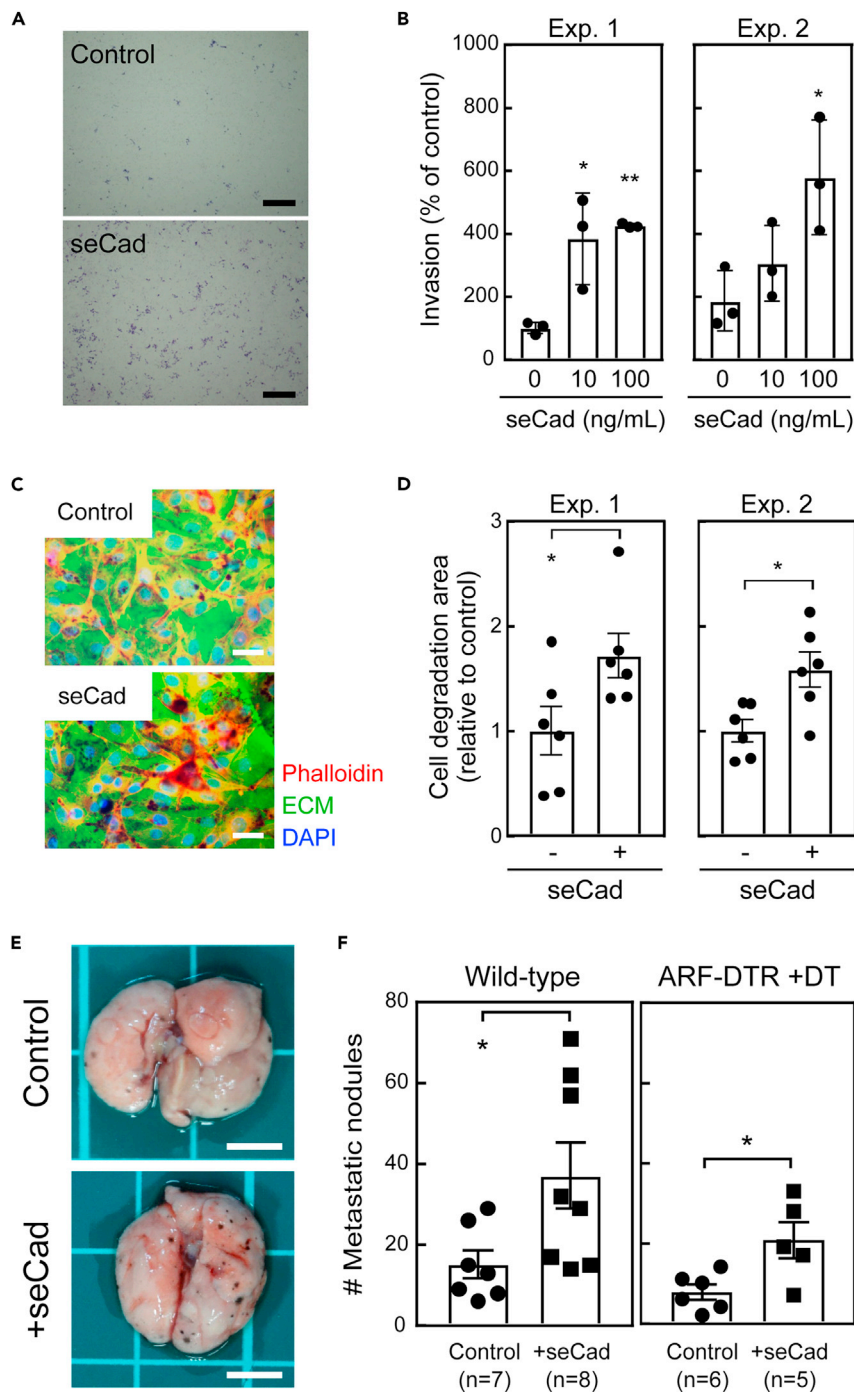 A
Control
seCad
B
Exp. 1
Exp. 2
Invasion (% of control)
1000
800
600
400
200
0
*
**
*
0 10 100
0 10 100
seCad (ng/mL)
seCad (ng/mL)
C
Control
seCad
Phalloidin
ECM
DAPI
D
Exp. 1
Exp. 2
Cell degradation area
(relative to control)
3
2
1
0
*
*
- +
- +
seCad
seCad
E
Control
+seCad
F
Wild-type
ARF-DTR +DT
# Metastatic nodules
80
60
40
20
0
*
*
Control +seCad
(n=7) (n=8)
Control +seCad
(n=6) (n=5)